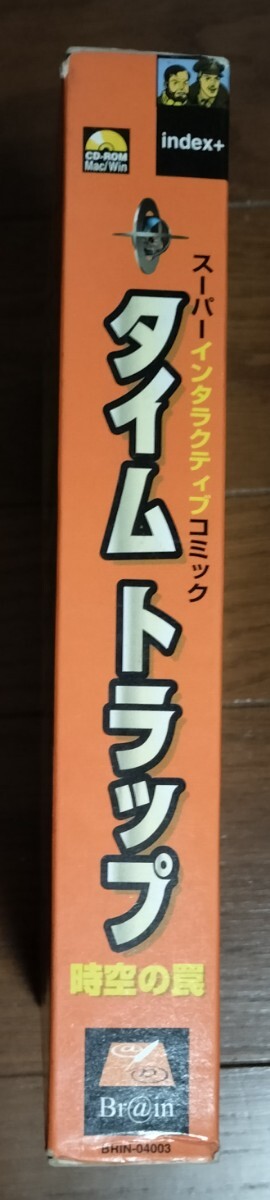 index+
CD-ROM
Mac/Win
スーパーインタラクティブコミック
タイム トラップ
時空の罠
Br@in
BRIN-04003